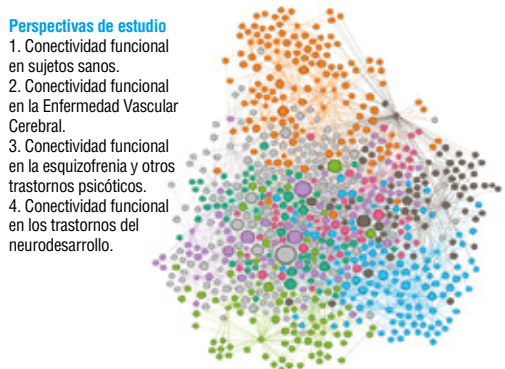 Perspectivas de estudio
1. Conectividad funcional
en sujetos sanos.
2. Conectividad funcional
en la Enfermedad Vascular
Cerebral.
3. Conectividad funcional
en la esquizofrenia y otros
trastornos psicóticos.
4. Conectividad funcional
en los trastornos del
neurodesarrollo.